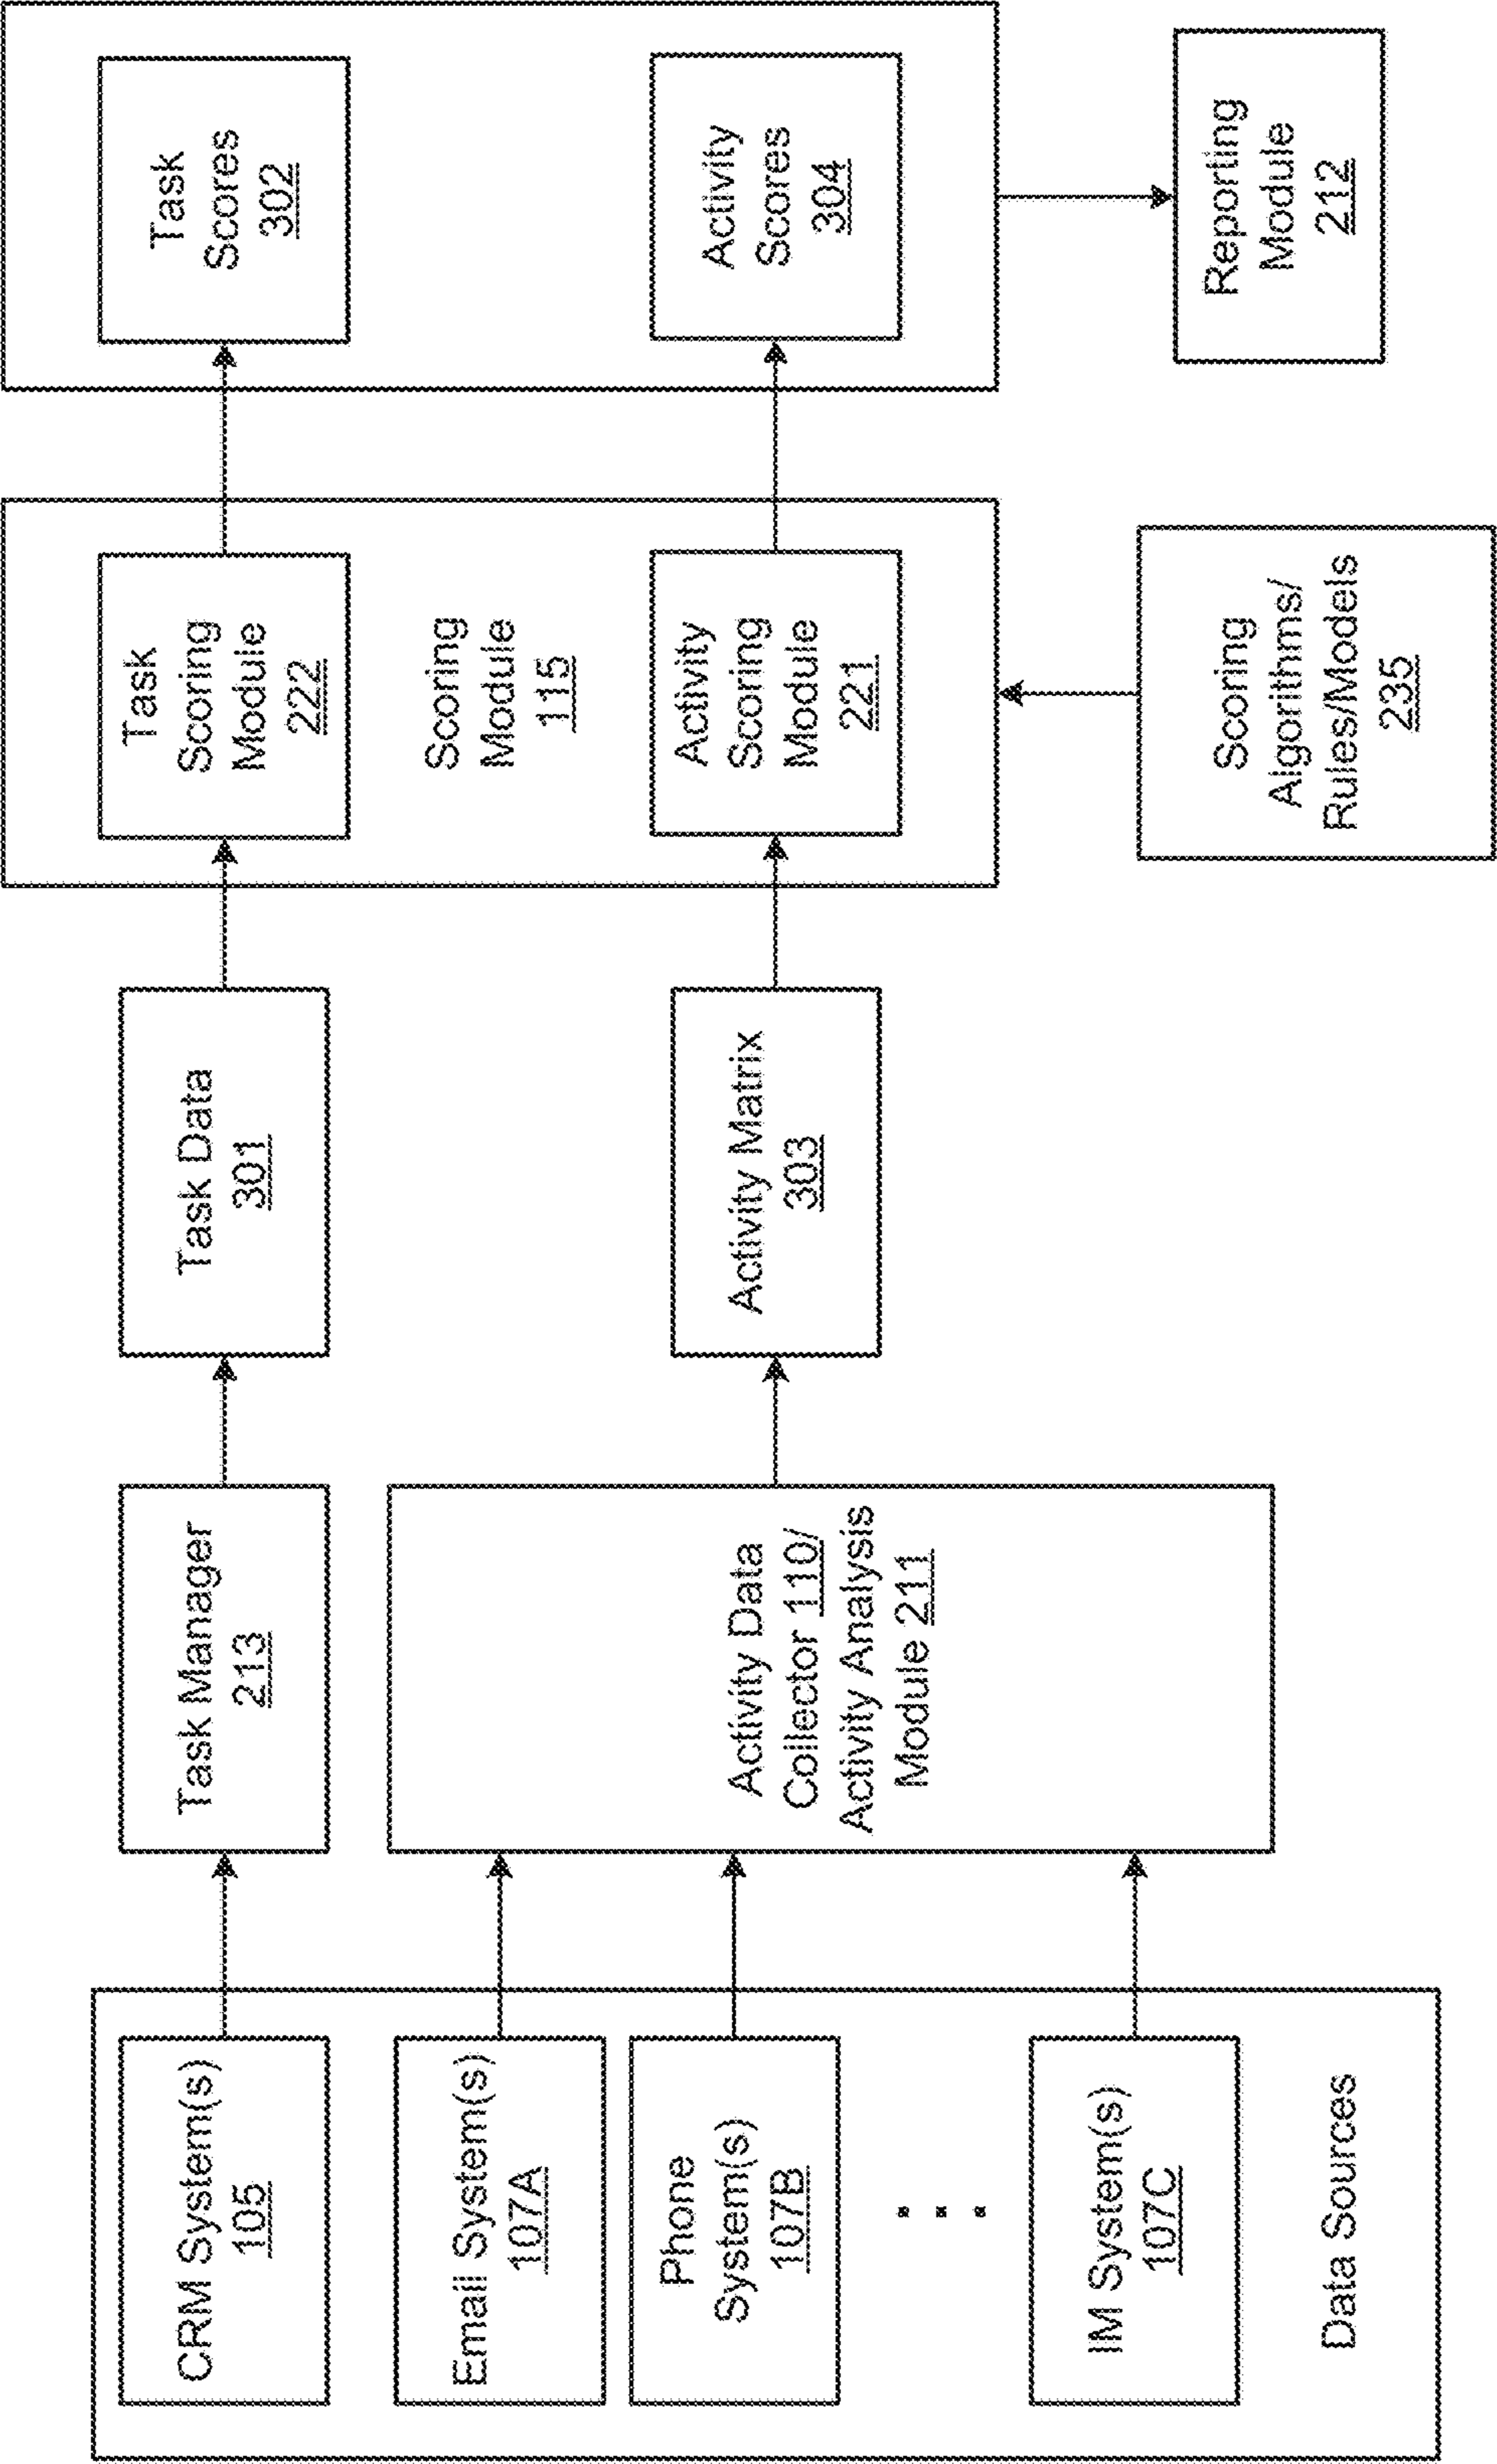 CRM System(s)
105
Email System(s)
107A
Phone
System(s)
107B
. . .
IM System(s)
107C
Data Sources
Task Manager
213
Activity Data
Collector 110/
Activity Analysis
Module 211
Task Data
301
Activity Matrix
303
Task
Scoring
Module
222
Scoring
Module
115
Activity
Scoring
Module
221
Scoring
Algorithms/
Rules/Models
235
Task
Scores
302
Activity
Scores
304
Reporting
Module
212